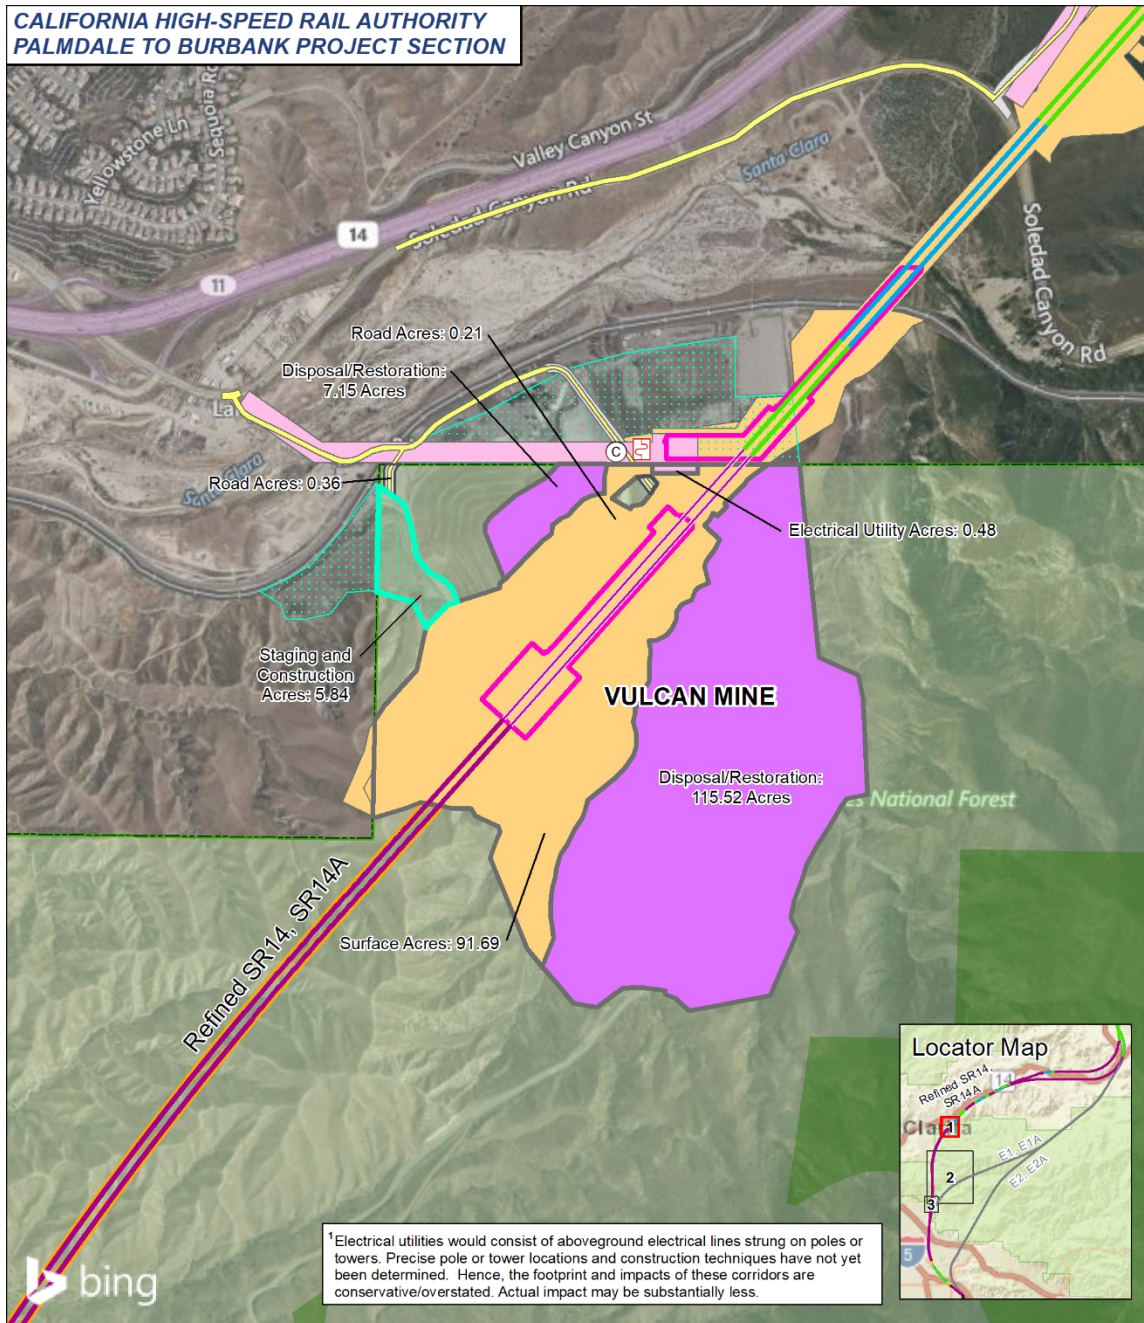 CALIFORNIA HIGH-SPEED RAIL AUTHORITY
PALMDALE TO BURBANK PROJECT SECTION
Yellowstone Ln
Sequoia Rd
Valley Canyon St
Santa Clara
14
Soledad Canyon Rd
11
Soledad Canyon Rd
Road Acres: 0.21
Disposal/Restoration:
7.15 Acres
La
C
Santa Clara
Road Acres: 0.36
Electrical Utility Acres: 0.48
Staging and
Construction
Acres: 5.84
VULCAN MINE
Disposal/Restoration:
115.52 Acres
es National Forest
Refined SR14, SR14A
Surface Acres: 91.69
Locator Map
14
Refined SR14,
SR14A
Clarita
1
E1, E1A
2
E2, E2A
3
5
1 Electrical utilities would consist of aboveground electrical lines strung on poles or
towers. Precise pole or tower locations and construction techniques have not yet
been determined. Hence, the footprint and impacts of these corridors are
conservative/overstated. Actual impact may be substantially less.
bing